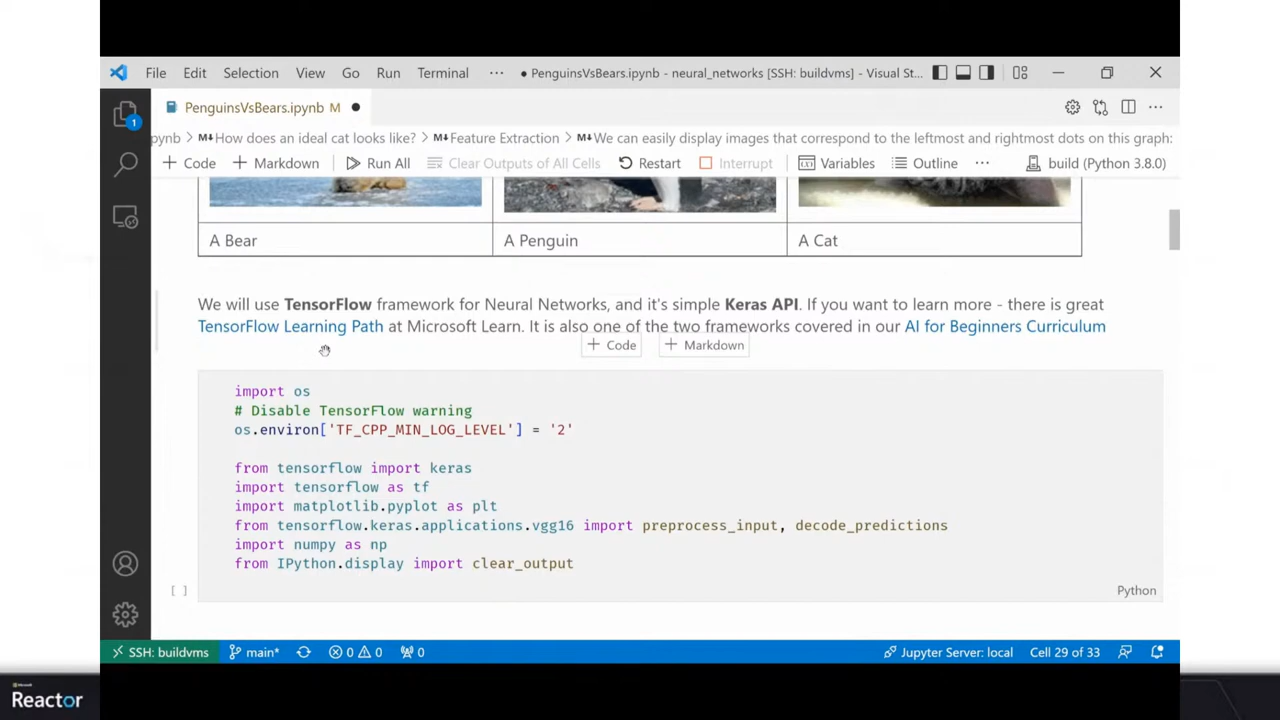 File Edit Selection View Go Run Terminal ··· ● PenguinsVsBears.ipynb - neural_networks [SSH: buildvms] - Visual St...
PenguinsVsBears.ipynb M ●
1
ynb > M↓How does an ideal cat looks like? > M↓Feature Extraction > M↓We can easily display images that correspond to the leftmost and rightmost dots on this graph:
+ Code + Markdown Run All Clear Outputs of All Cells Restart Interrupt Variables Outline ··· build (Python 3.8.0)
A Bear A Penguin A Cat
We will use TensorFlow framework for Neural Networks, and it's simple Keras API. If you want to learn more - there is great
TensorFlow Learning Path at Microsoft Learn. It is also one of the two frameworks covered in our AI for Beginners Curriculum
+ Code + Markdown
import os
# Disable TensorFlow warning
os.environ['TF_CPP_MIN_LOG_LEVEL'] = '2'
from tensorflow import keras
import tensorflow as tf
import matplotlib.pyplot as plt
from tensorflow.keras.applications.vgg16 import preprocess_input, decode_predictions
import numpy as np
from IPython.display import clear_output
[ ] Python
SSH: buildvms main* 0 0 0 Jupyter Server: local Cell 29 of 33
Microsoft
Reactor